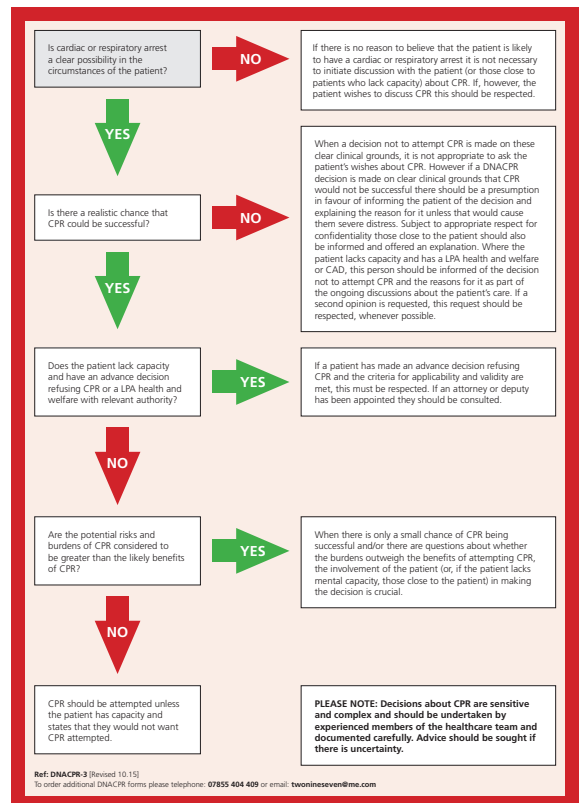 Is cardiac or respiratory arrest
a clear possibility in the
circumstances of the patient?
NO
If there is no reason to believe that the patient is likely
to have a cardiac or respiratory arrest it is not necessary
to initiate discussion with the patient (or those close to
patients who lack capacity) about CPR. If, however, the
patient wishes to discuss CPR this should be respected.
YES
Is there a realistic chance that
CPR could be successful?
NO
When a decision not to attempt CPR is made on these
clear clinical grounds, it is not appropriate to ask the
patient's wishes about CPR. However if a DNACPR
decision is made on clear clinical grounds that CPR
would not be successful there should be a presumption
in favour of informing the patient of the decision and
explaining the reason for it unless that would cause
them severe distress. Subject to appropriate respect for
confidentiality those close to the patient should also
be informed and offered an explanation. Where the
patient lacks capacity and has a LPA health and welfare
or CAD, this person should be informed of the decision
not to attempt CPR and the reasons for it as part of
the ongoing discussions about the patient's care. If a
second opinion is requested, this request should be
respected, whenever possible.
YES
Does the patient lack capacity
and have an advance decision
refusing CPR or a LPA health and
welfare with relevant authority?
YES
If a patient has made an advance decision refusing
CPR and the criteria for applicability and validity are
met, this must be respected. If an attorney or deputy
has been appointed they should be consulted.
NO
Are the potential risks and
burdens of CPR considered to
be greater than the likely benefits
of CPR?
YES
When there is only a small chance of CPR being
successful and/or there are questions about whether
the burdens outweigh the benefits of attempting CPR,
the involvement of the patient (or, if the patient lacks
mental capacity, those close to the patient) in making
the decision is crucial.
NO
CPR should be attempted unless
the patient has capacity and
states that they would not want
CPR attempted.
PLEASE NOTE: Decisions about CPR are sensitive
and complex and should be undertaken by
experienced members of the healthcare team and
documented carefully. Advice should be sought if
there is uncertainty.
Ref: DNACPR-3 [Revised 10.15]
To order additional DNACPR forms please telephone: 07855 404 409 or email: twonineseven@me.com